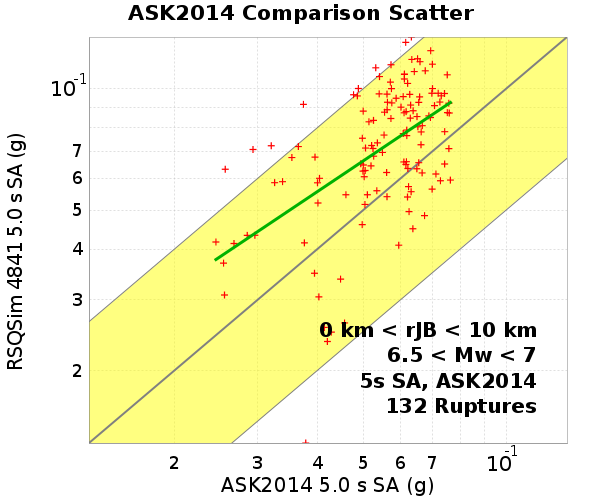 ASK2014 Comparison Scatter
RSQSim 4841 5.0 s SA (g)
10⁻¹
7
6
5
4
3
2
0 km < rJB < 10 km
6.5 < Mw < 7
5s SA, ASK2014
132 Ruptures
2 3 4 5 6 7 10⁻¹
ASK2014 5.0 s SA (g)